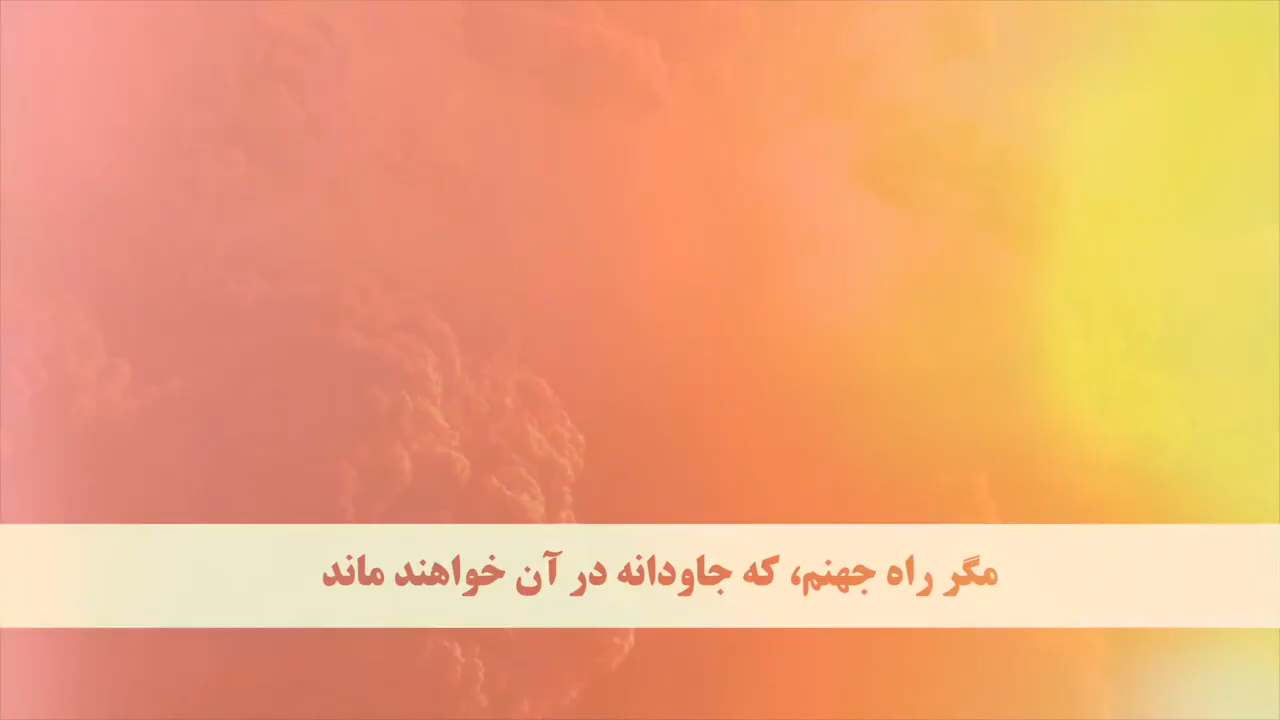 مگر راه جهنم، که جاودانه در آن خواهند ماند